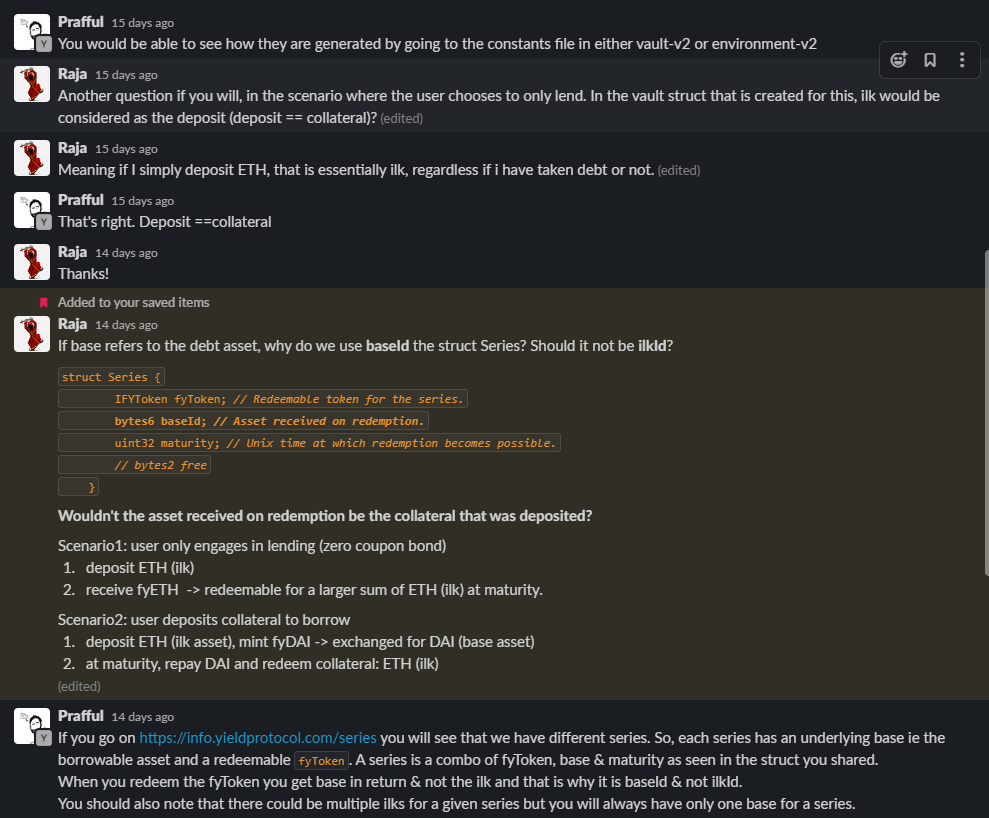 Prafful 15 days ago
You would be able to see how they are generated by going to the constants file in either vault-v2 or environment-v2
Y
Raja 15 days ago
Another question if you will, in the scenario where the user chooses to only lend. In the vault struct that is created for this, ilk would be
considered as the deposit (deposit == collateral)? (edited)
Raja 15 days ago
Meaning if I simply deposit ETH, that is essentially ilk, regardless if i have taken debt or not. (edited)
Prafful 15 days ago
Y
That's right. Deposit ==collateral
Raja 14 days ago
Thanks!
Added to your saved items
Raja 14 days ago
If base refers to the debt asset, why do we use baseId the struct Series? Should it not be ilkId?
struct Series {
IFYToken fyToken; // Redeemable token for the series.
bytes6 baseId; // Asset received on redemption.
uint32 maturity; // Unix time at which redemption becomes possible.
// bytes2 free
}
Wouldn't the asset received on redemption be the collateral that was deposited?
Scenario1: user only engages in lending (zero coupon bond)
1. deposit ETH (ilk)
2. receive fyETH -> redeemable for a larger sum of ETH (ilk) at maturity.
Scenario2: user deposits collateral to borrow
1. deposit ETH (ilk asset), mint fyDAI -> exchanged for DAI (base asset)
2. at maturity, repay DAI and redeem collateral: ETH (ilk)
(edited)
Prafful 14 days ago
Y
If you go on https://info.yieldprotocol.com/series you will see that we have different series. So, each series has an underlying base ie the
borrowable asset and a redeemable fyToken. A series is a combo of fyToken, base & maturity as seen in the struct you shared.
When you redeem the fyToken you get base in return & not the ilk and that is why it is baseId & not ilkId.
You should also note that there could be multiple ilks for a given series but you will always have only one base for a series.